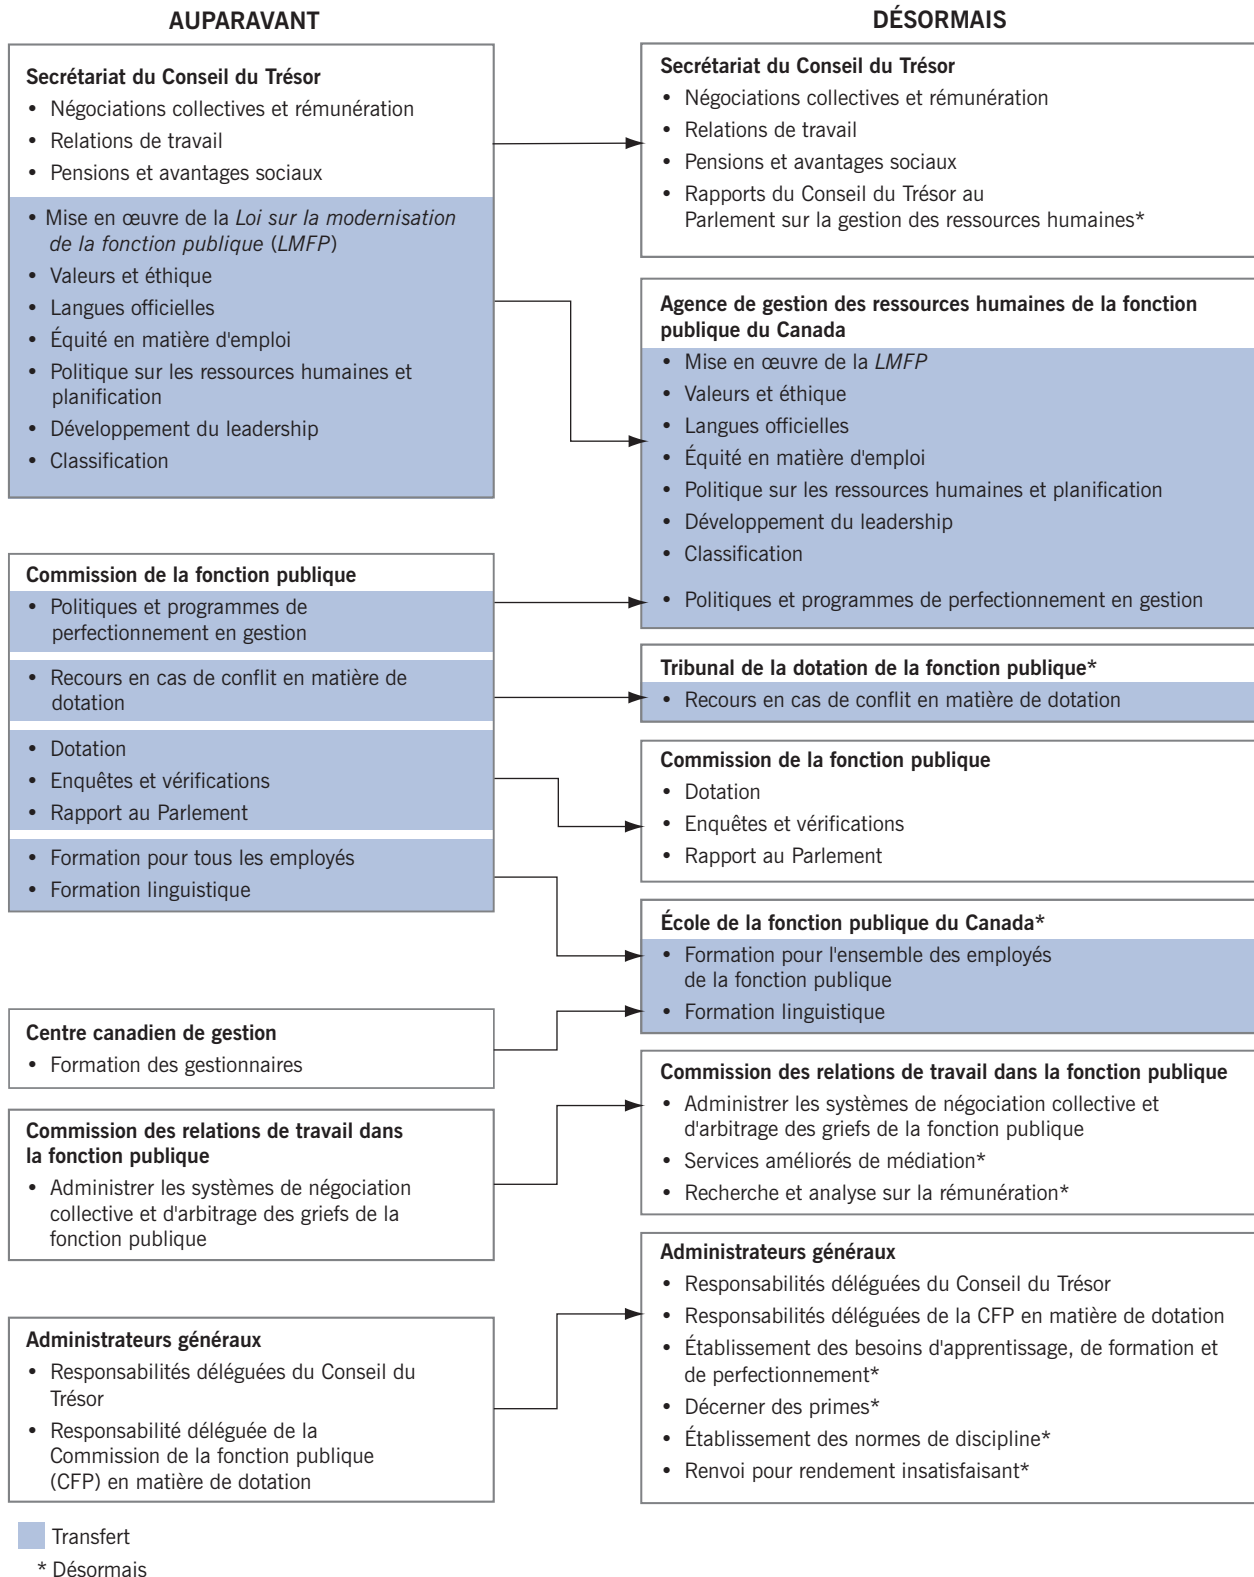 AUPARAVANT
Secrétariat du Conseil du Trésor
• Négociations collectives et rémunération
• Relations de travail
• Pensions et avantages sociaux
• Mise en œuvre de la Loi sur la modernisation
de la fonction publique (LMFP)
• Valeurs et éthique
• Langues officielles
• Équité en matière d'emploi
• Politique sur les ressources humaines et
planification
• Développement du leadership
• Classification
Commission de la fonction publique
• Politiques et programmes de
perfectionnement en gestion
• Recours en cas de conflit en matière de
dotation
• Dotation
• Enquêtes et vérifications
• Rapport au Parlement
• Formation pour tous les employés
• Formation linguistique
Centre canadien de gestion
• Formation des gestionnaires
Commission des relations de travail dans
la fonction publique
• Administrer les systèmes de négociation
collective et d'arbitrage des griefs de la
fonction publique
Administrateurs généraux
• Responsabilités déléguées du Conseil du
Trésor
• Responsabilité déléguée de la
Commission de la fonction publique
(CFP) en matière de dotation
DÉSORMAIS
Secrétariat du Conseil du Trésor
• Négociations collectives et rémunération
• Relations de travail
• Pensions et avantages sociaux
• Rapports du Conseil du Trésor au
Parlement sur la gestion des ressources humaines*
Agence de gestion des ressources humaines de la fonction
publique du Canada
• Mise en œuvre de la LMFP
• Valeurs et éthique
• Langues officielles
• Équité en matière d'emploi
• Politique sur les ressources humaines et planification
• Développement du leadership
• Classification
• Politiques et programmes de perfectionnement en gestion
Tribunal de la dotation de la fonction publique*
• Recours en cas de conflit en matière de dotation
Commission de la fonction publique
• Dotation
• Enquêtes et vérifications
• Rapport au Parlement
École de la fonction publique du Canada*
• Formation pour l'ensemble des employés
de la fonction publique
• Formation linguistique
Commission des relations de travail dans la fonction publique
• Administrer les systèmes de négociation collective et
d'arbitrage des griefs de la fonction publique
• Services améliorés de médiation*
• Recherche et analyse sur la rémunération*
Administrateurs généraux
• Responsabilités déléguées du Conseil du Trésor
• Responsabilités déléguées de la CFP en matière de dotation
• Établissement des besoins d'apprentissage, de formation et
de perfectionnement*
• Décerner des primes*
• Établissement des normes de discipline*
• Renvoi pour rendement insatisfaisant*
Transfert
* Désormais